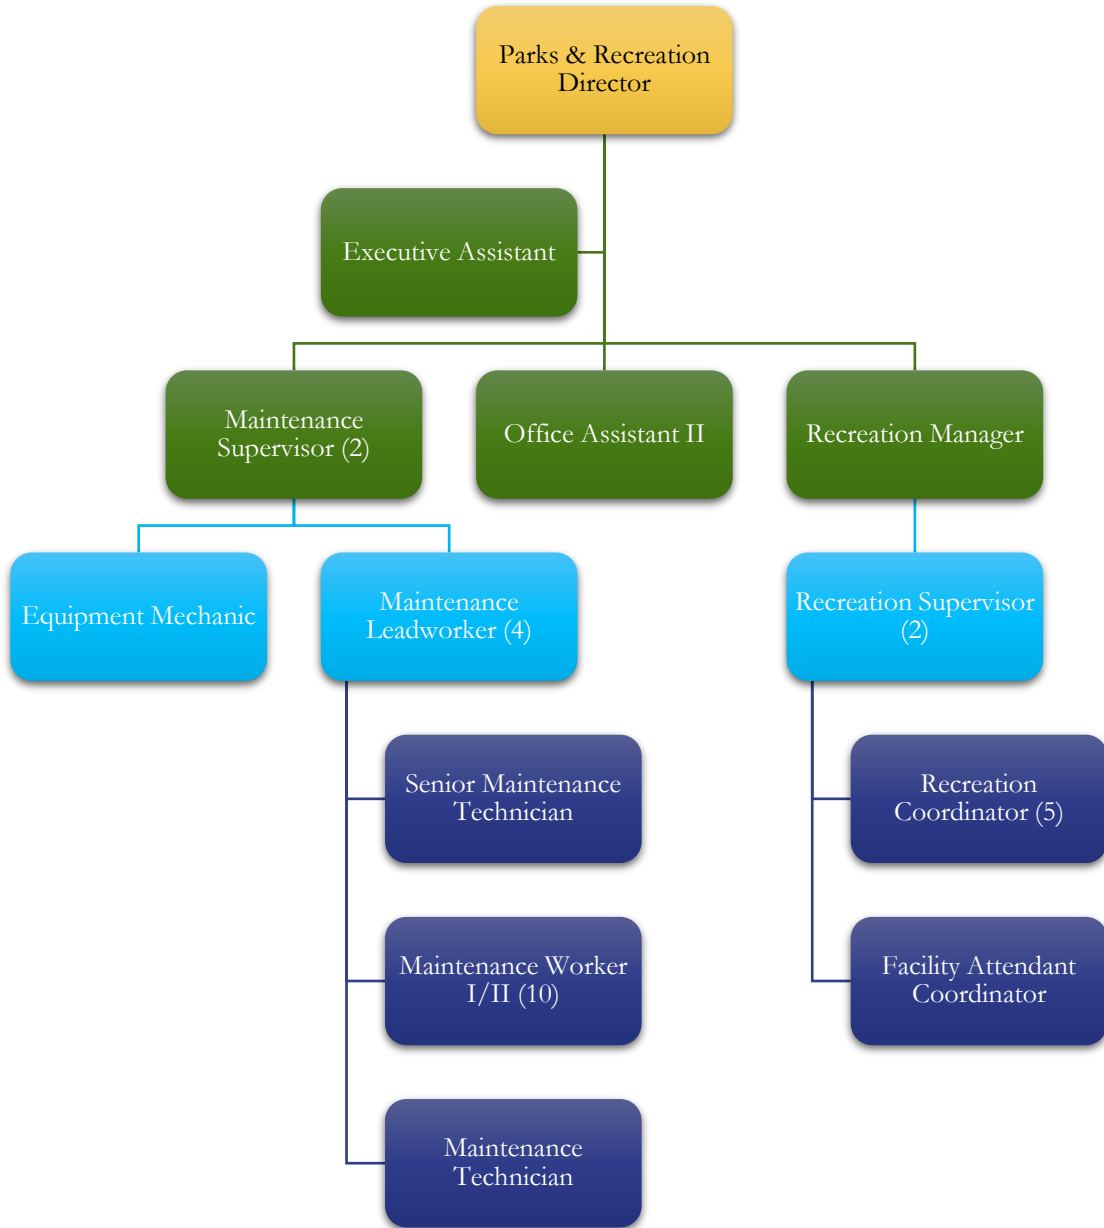 Parks & Recreation
Director
Executive Assistant
Maintenance
Supervisor (2)
Office Assistant II
Recreation Manager
Equipment Mechanic
Maintenance
Leadworker (4)
Recreation Supervisor
(2)
Senior Maintenance
Technician
Recreation
Coordinator (5)
Maintenance Worker
I/II (10)
Facility Attendant
Coordinator
Maintenance
Technician